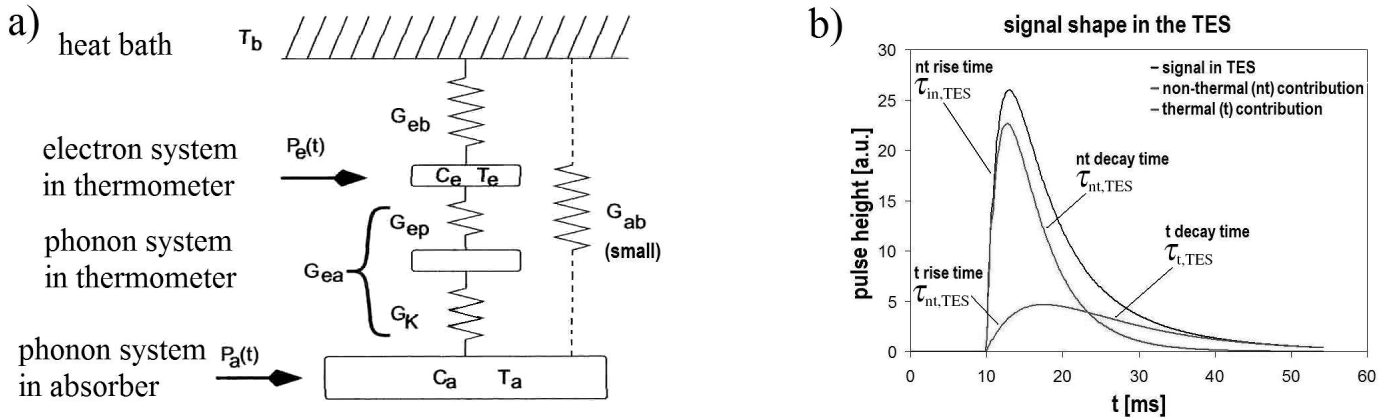 a)
heat bath
T_b
G_eb
electron system
in thermometer
P_e(t)
C_e T_e
G_ep
G_ab
(small)
phonon system
in thermometer
G_ea
G_K
phonon system
in absorber
P_a(t)
C_a T_a
b)
signal shape in the TES
30
25
20
15
10
5
0
pulse height [a.u.]
nt rise time
τ_in,TES
signal in TES
non-thermal (nt) contribution
thermal (t) contribution
nt decay time
τ_nt,TES
t decay time
τ_t,TES
t rise time
τ_nt,TES
0 10 20 30 40 50 60
t [ms]